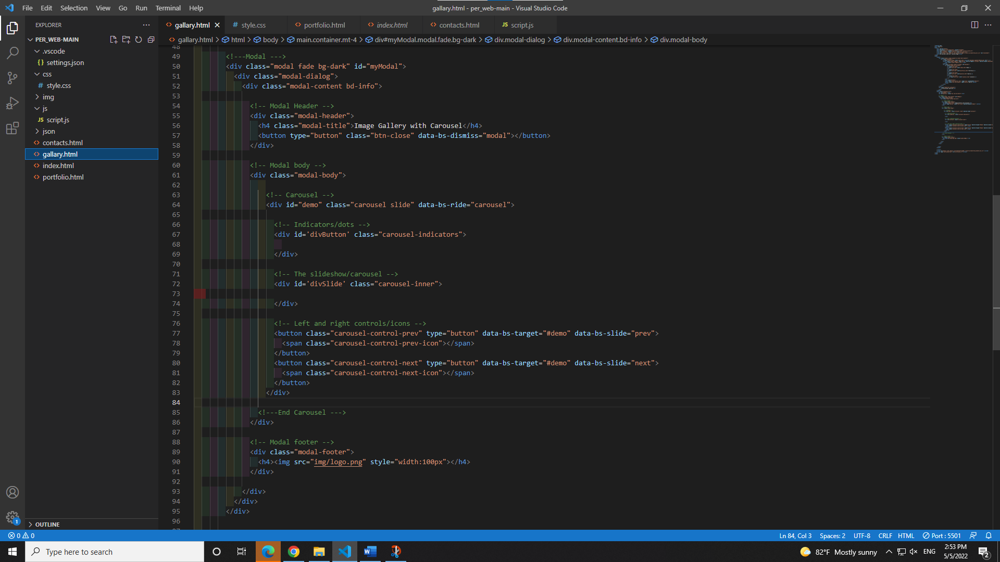 File Edit Selection View Go Run Terminal Help
gallary.html - per_web-main - Visual Studio Code
EXPLORER
gallary.html
style.css
portfolio.html
index.html
contacts.html
JS script.js
PER_WEB-MAIN
gallary.html > html > body > main.container.mt-4 > div#myModal.modal.fade.bg-dark > div.modal-dialog > div.modal-content.bd-info > div.modal-body
.vscode
{} settings.json
css
# style.css
img
js
JS script.js
json
contacts.html
gallary.html
index.html
portfolio.html
OUTLINE
48
49 <!---Modal --->
50 <div class="modal fade bg-dark" id="myModal">
51 <div class="modal-dialog">
52 <div class="modal-content bd-info">
53
54 <!-- Modal Header -->
55 <div class="modal-header">
56 <h4 class="modal-title">Image Gallery with Carousel</h4>
57 <button type="button" class="btn-close" data-bs-dismiss="modal"></button>
58 </div>
59
60 <!-- Modal body -->
61 <div class="modal-body">
62
63 <!-- Carousel -->
64 <div id="demo" class="carousel slide" data-bs-ride="carousel">
65
66 <!-- Indicators/dots -->
67 <div id='divButton' class="carousel-indicators">
68
69 </div>
70
71 <!-- The slideshow/carousel -->
72 <div id='divSlide' class="carousel-inner">
73
74 </div>
75
76 <!-- Left and right controls/icons -->
77 <button class="carousel-control-prev" type="button" data-bs-target="#demo" data-bs-slide="prev">
78 <span class="carousel-control-prev-icon"></span>
79 </button>
80 <button class="carousel-control-next" type="button" data-bs-target="#demo" data-bs-slide="next">
81 <span class="carousel-control-next-icon"></span>
82 </button>
83 </div>
84
85 <!---End Carousel --->
86 </div>
87
88 <!-- Modal footer -->
89 <div class="modal-footer">
90 <h4><img src="img/logo.png" style="width:100px"></h4>
91 </div>
92
93 </div>
94 </div>
95 </div>
96
1
0 0
Ln 84, Col 3 Spaces: 2 UTF-8 CRLF HTML Port : 5501
Type here to search
82°F Mostly sunny
ENG
2:53 PM
5/5/2022
2